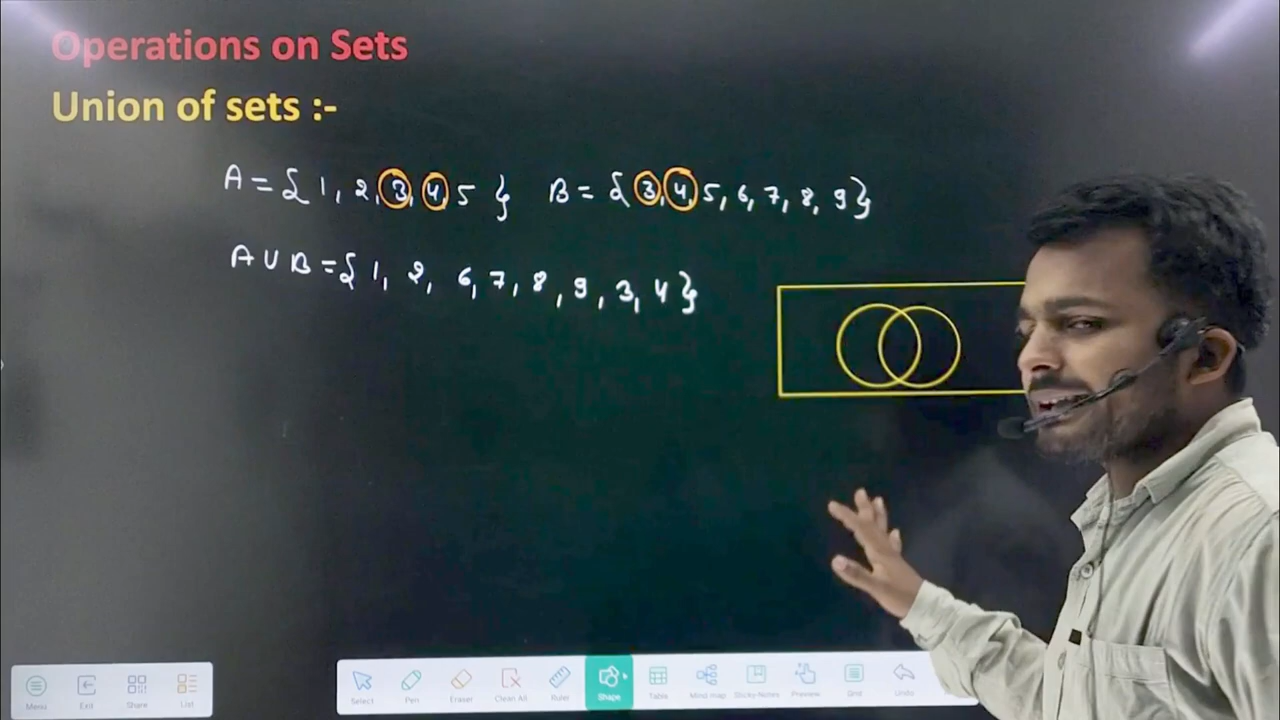 Operations on Sets
Union of sets :-
A = { 1, 2, 3, 4, 5 } B = { 3, 4, 5, 6, 7, 8, 9 }
A ∪ B = { 1, 2, 6, 7, 8, 9, 3, 4 }
Menu Exit Share List Select Pen Eraser Clean All Ruler Shape Table Mind map Sticky-Notes Preview Grid Undo